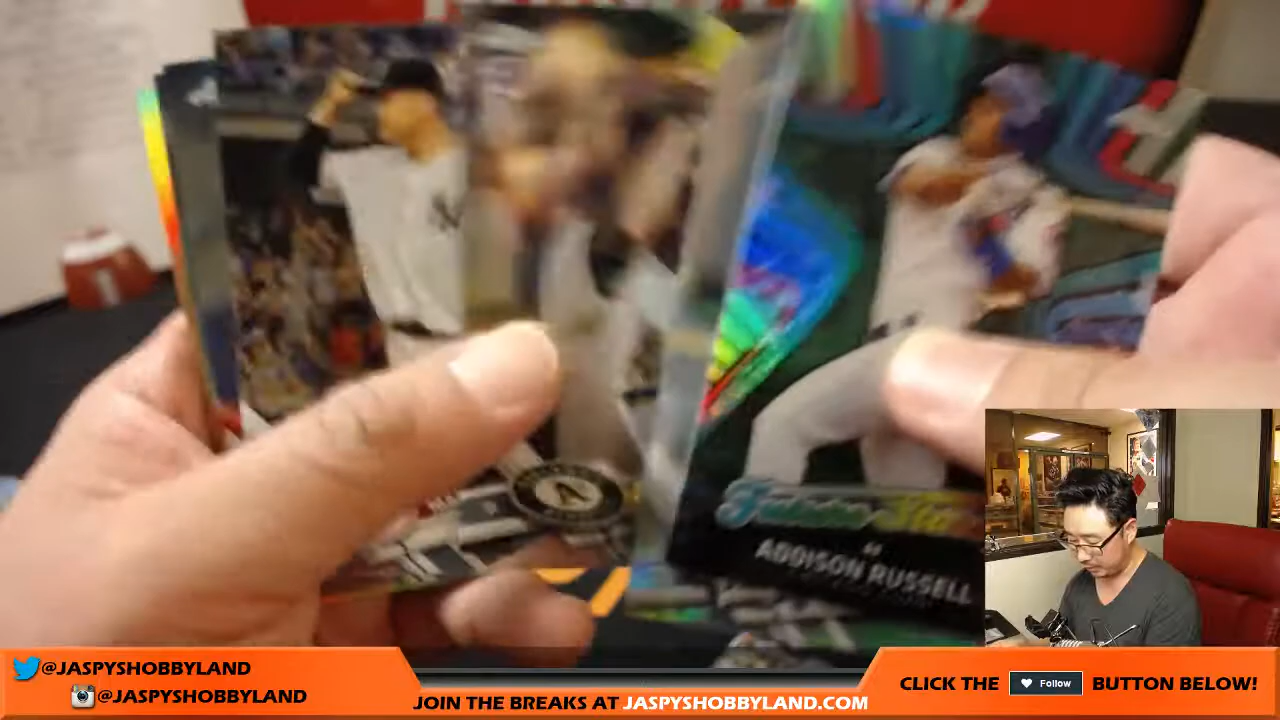 ADDISON RUSSELL
@JASPYSHOBBYLAND
@JASPYSHOBBYLAND
JOIN THE BREAKS AT JASPYSHOBBYLAND.COM
CLICK THE Follow BUTTON BELOW!